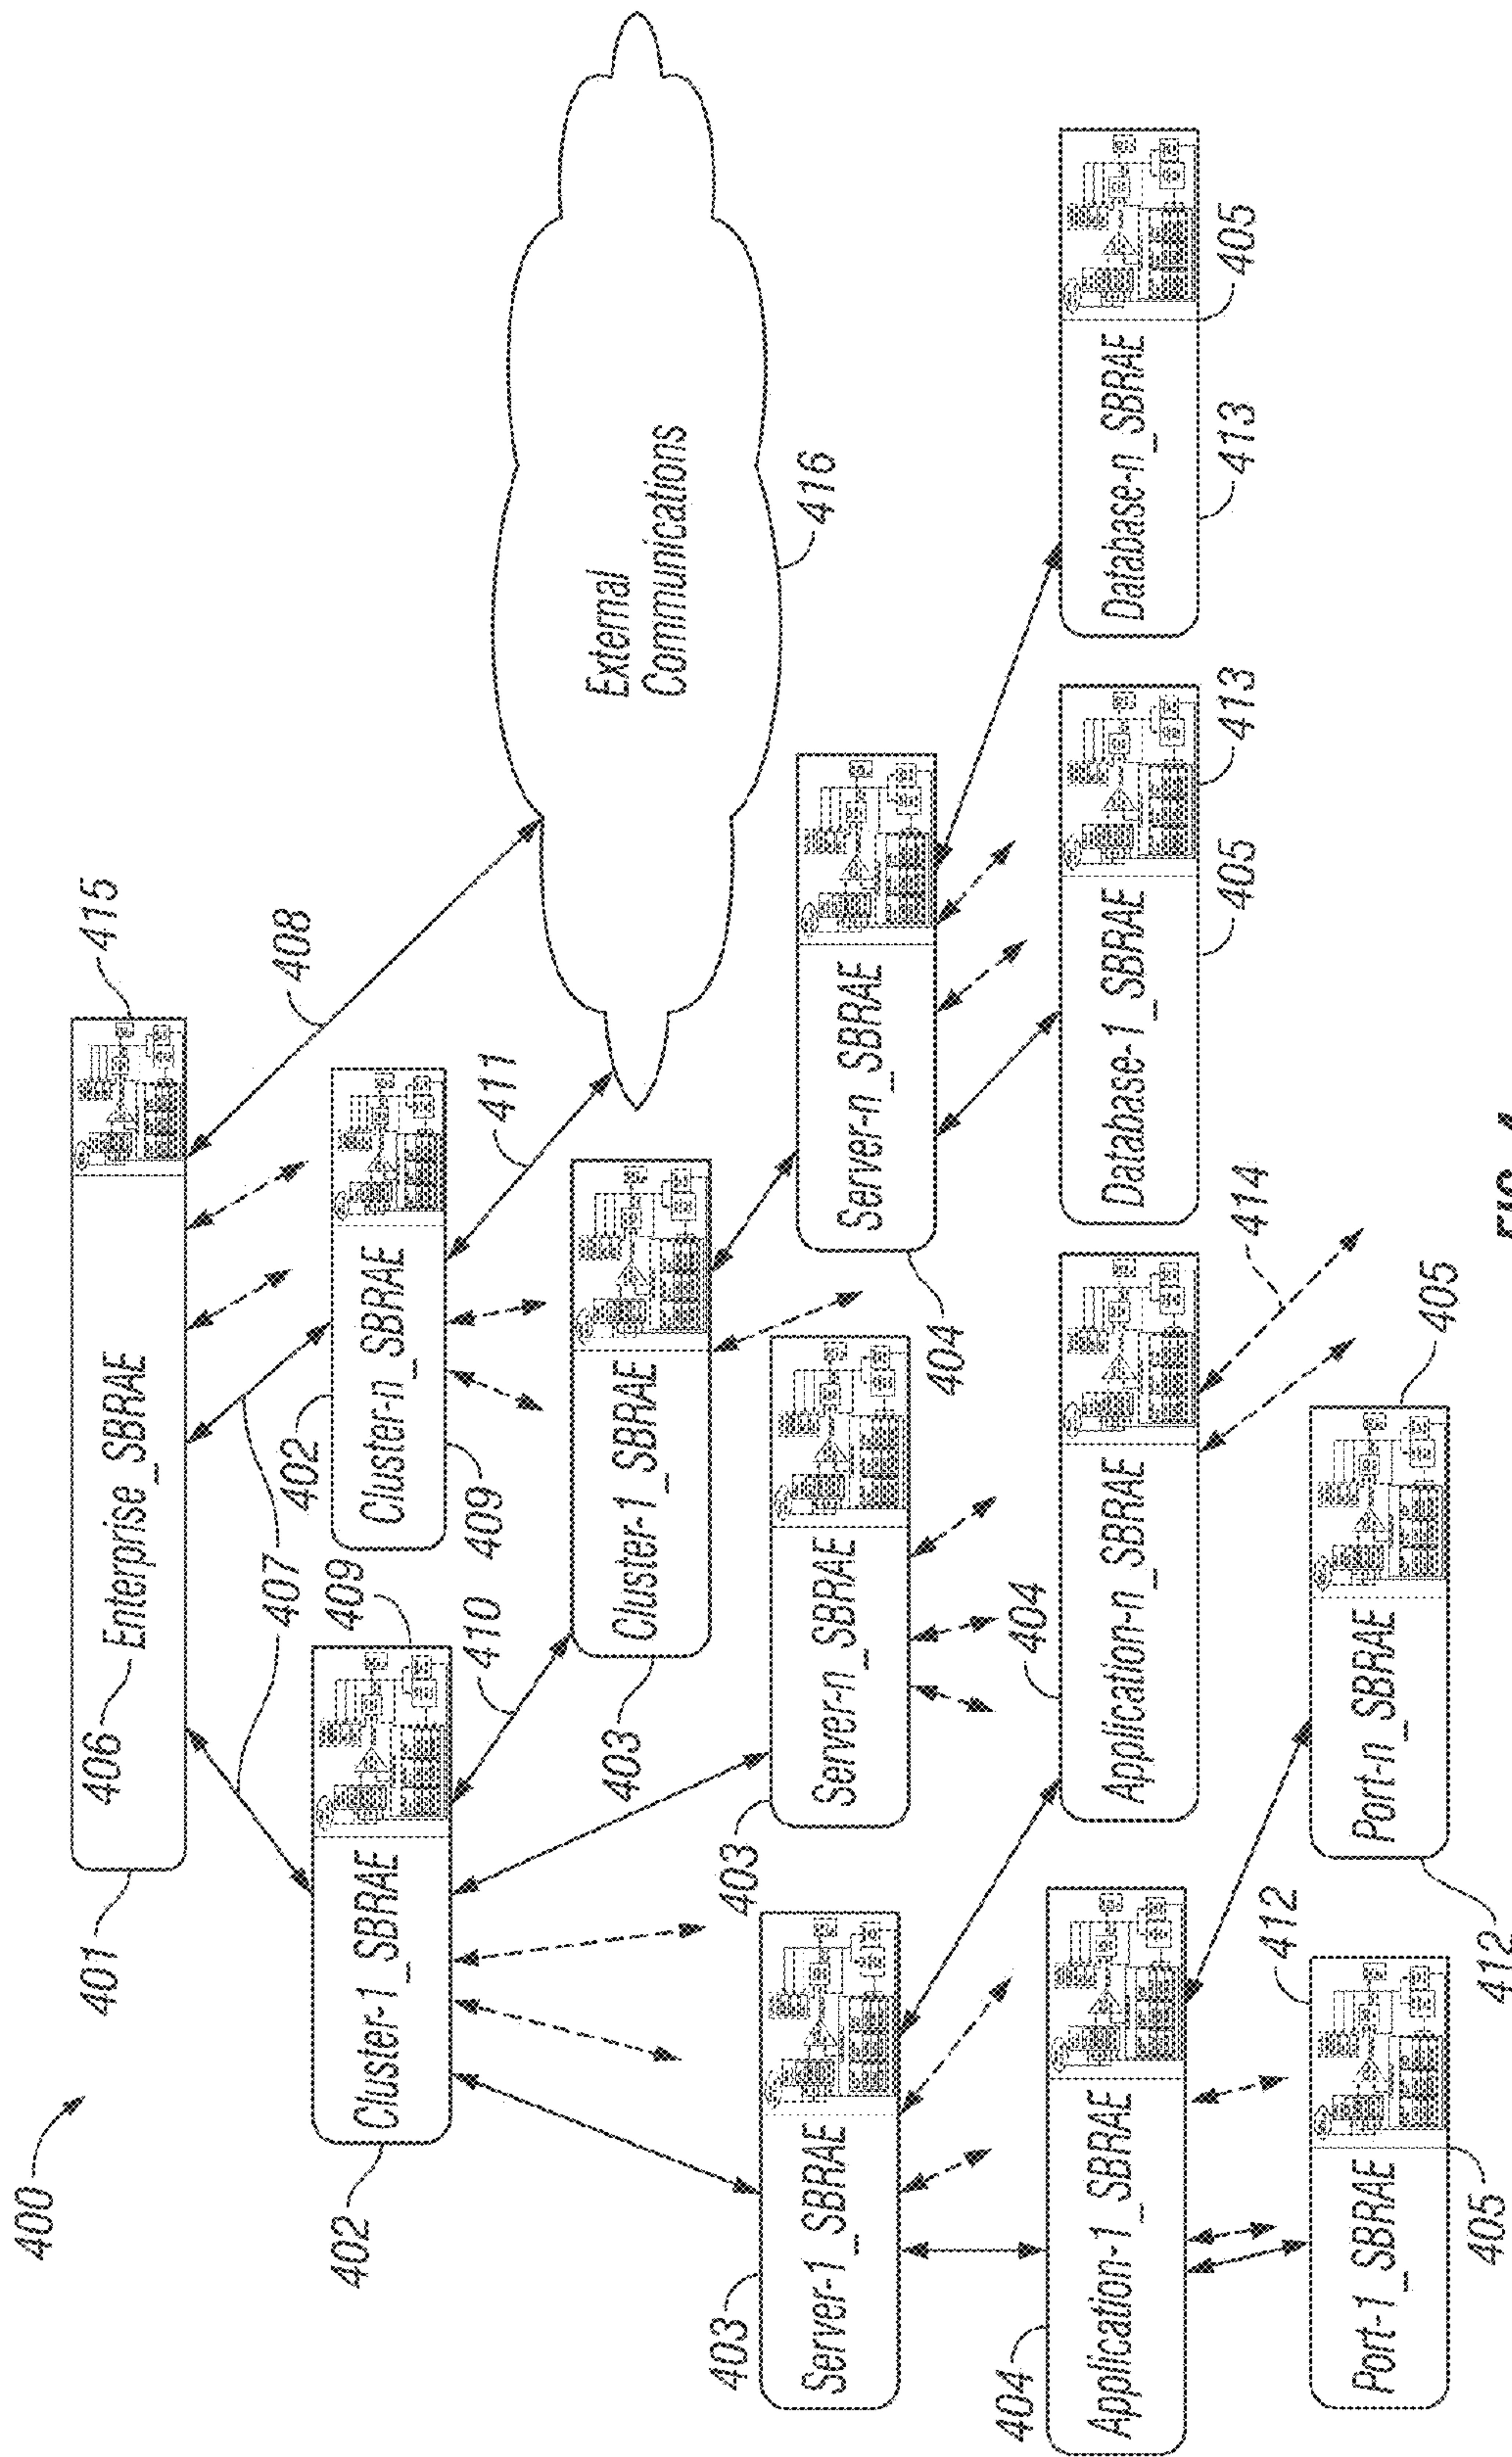 400
401
406
Enterprise_SBRAE
415
407
408
402
Cluster-1_SBRAE
409
402
Cluster-n_SBRAE
409
410
411
External
Communications
416
403
Cluster-1_SBRAE
403
Server-1_SBRAE
403
Server-n_SBRAE
404
Server-n_SBRAE
404
Application-1_SBRAE
404
Application-n_SBRAE
414
Database-1_SBRAE
405
413
Database-n_SBRAE
413
405
Port-1_SBRAE
405
412
Port-n_SBRAE
412
405